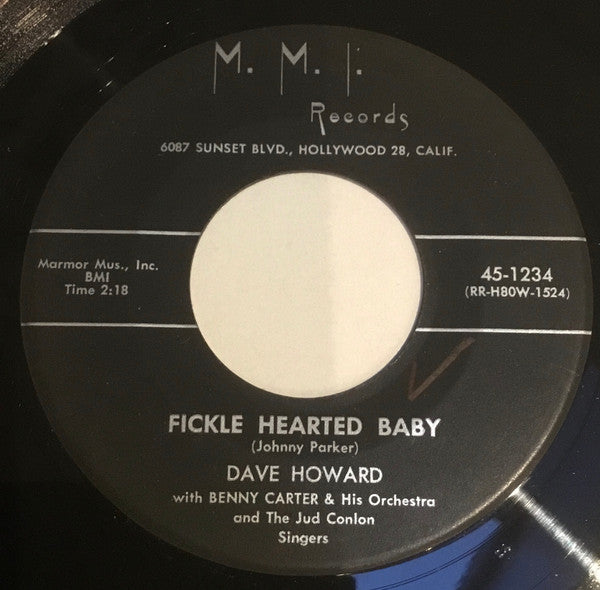 M. M. I.
Records
6087 SUNSET BLVD., HOLLYWOOD 28, CALIF.
Marmor Mus., Inc.
BMI
Time 2:18
45-1234
(RR-H80W-1524)
FICKLE HEARTED BABY
(Johnny Parker)
DAVE HOWARD
with BENNY CARTER & His Orchestra
and The Jud Conlon
Singers